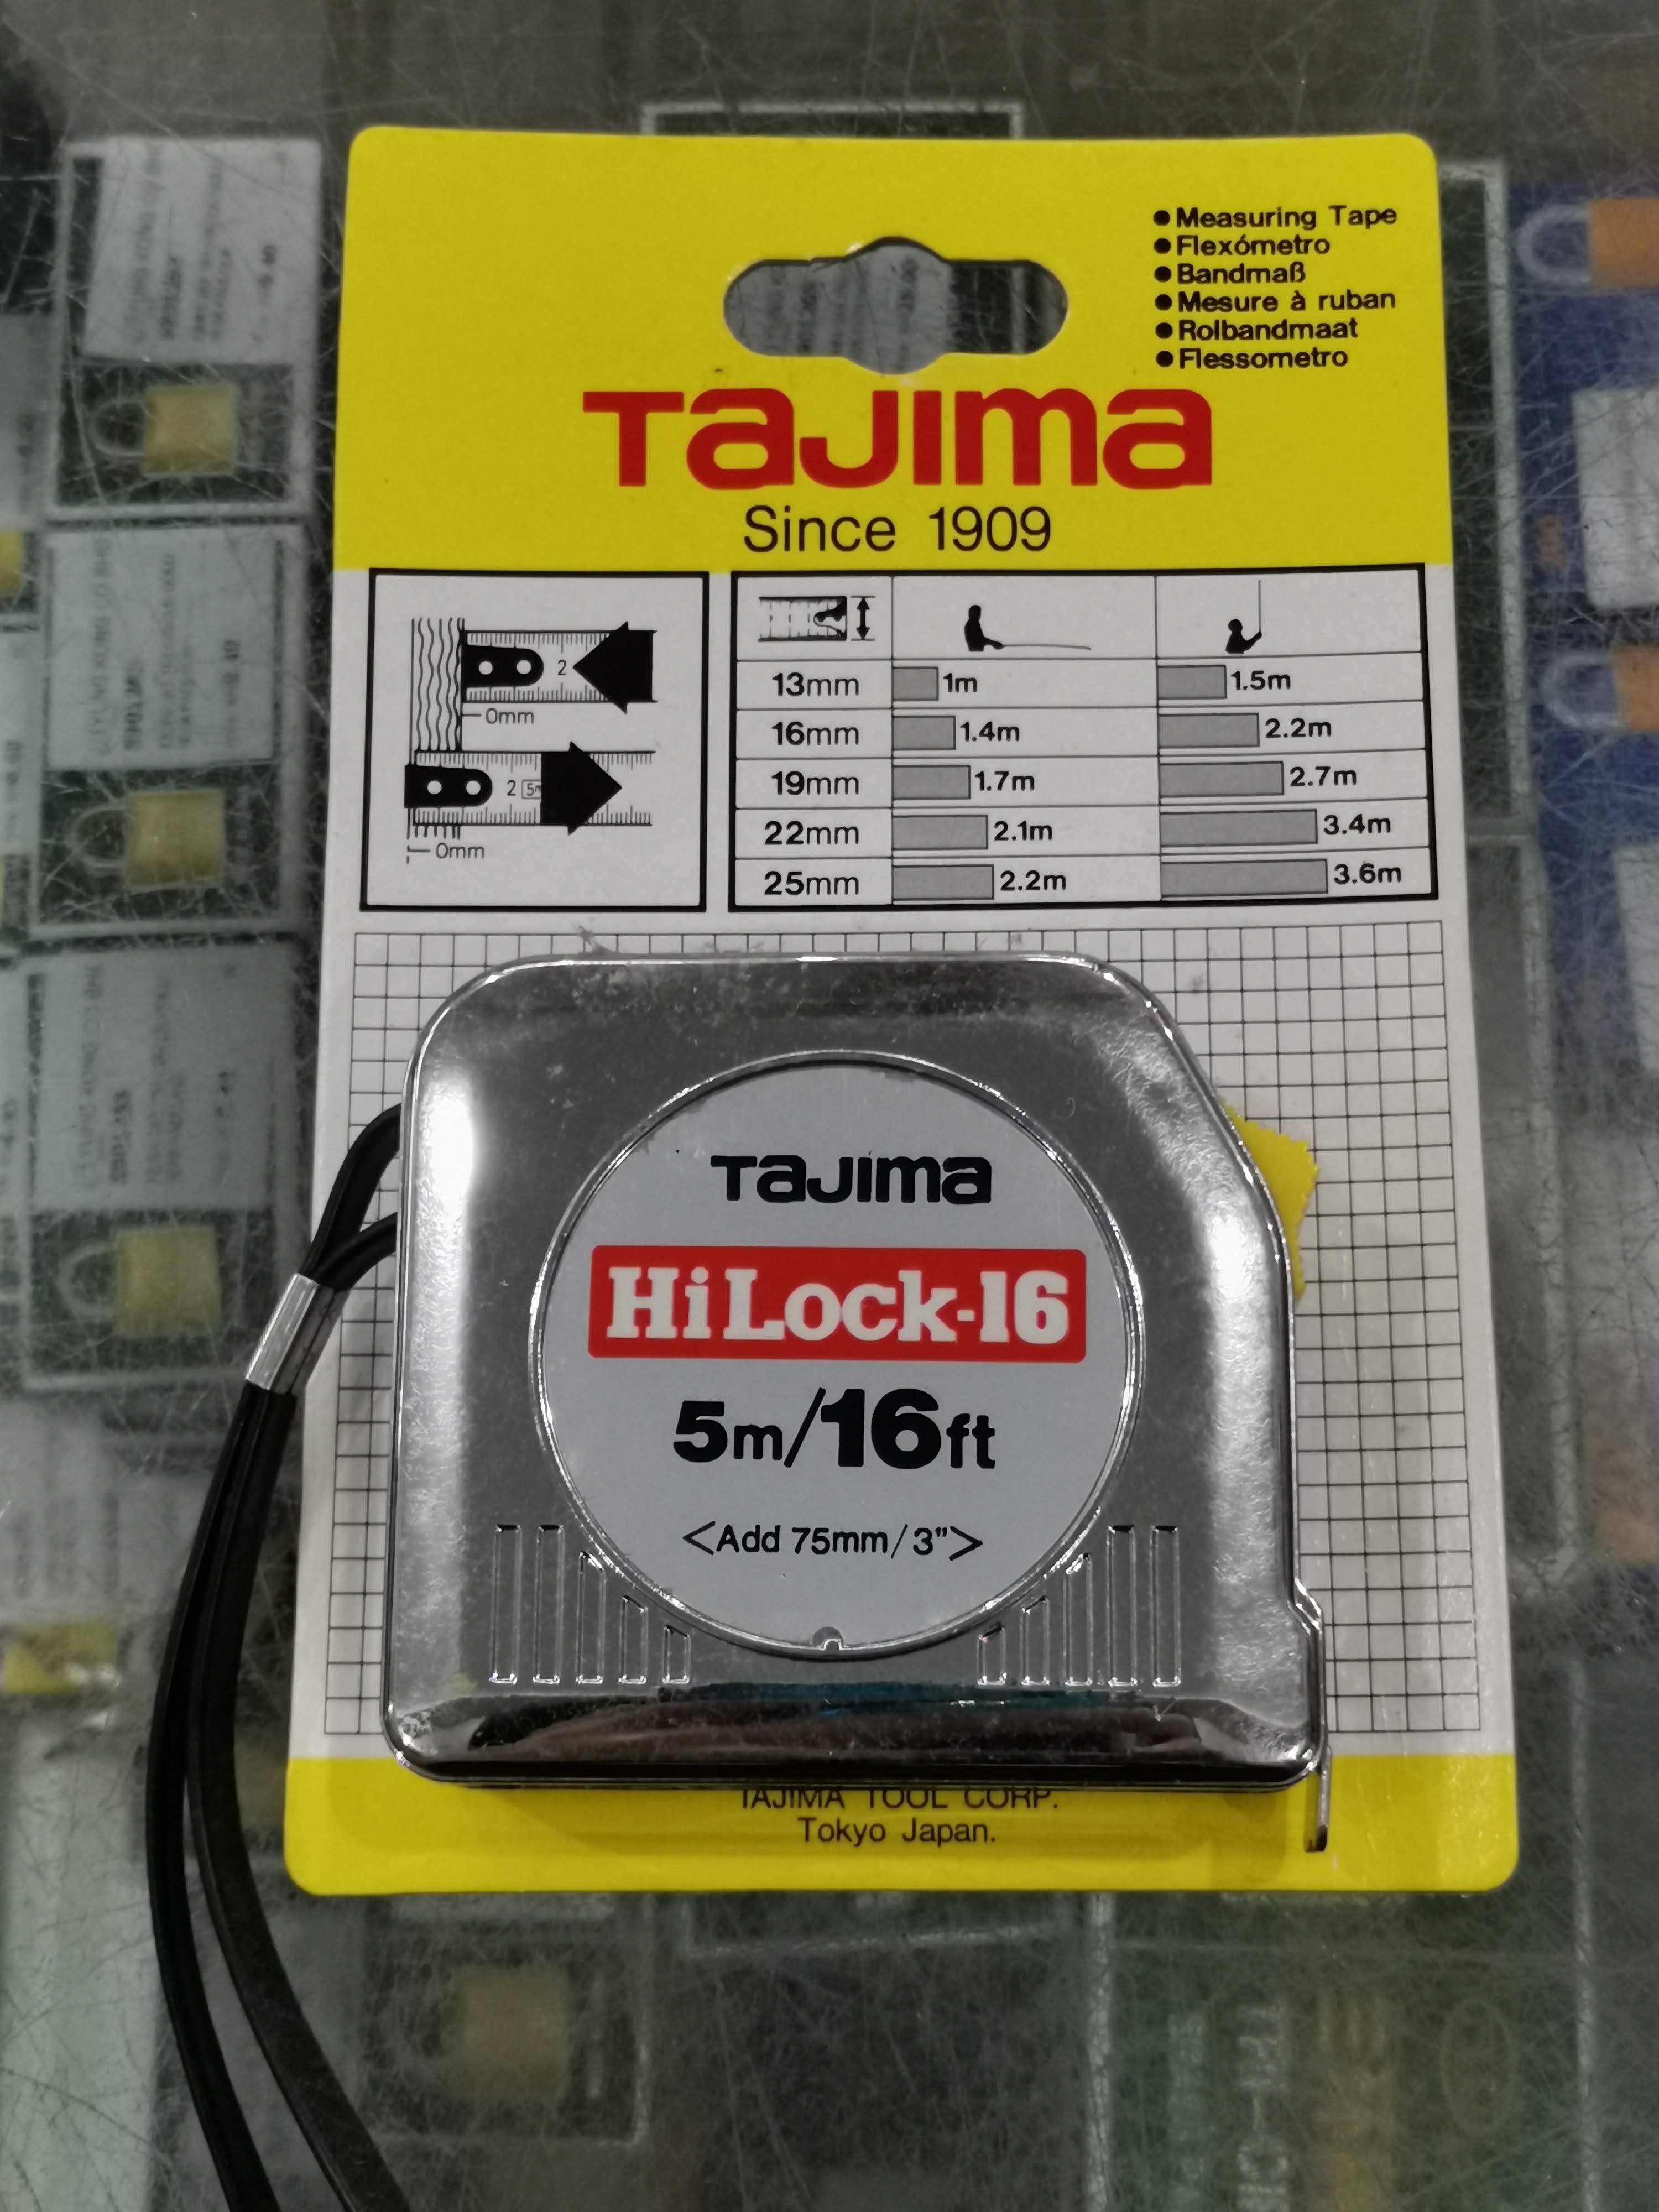 ● Measuring Tape
● Flexómetro
● Bandmaß
● Mesure à ruban
● Rolbandmaat
● Flessometro
TAJIMA
Since 1909
2
0mm
2 5m
0mm
13mm 1m 1.5m
16mm 1.4m 2.2m
19mm 1.7m 2.7m
22mm 2.1m 3.4m
25mm 2.2m 3.6m
TAJIMA
HiLock-16
5m/16ft
<Add 75mm/3">
TAJIMA TOOL CORP.
Tokyo Japan.